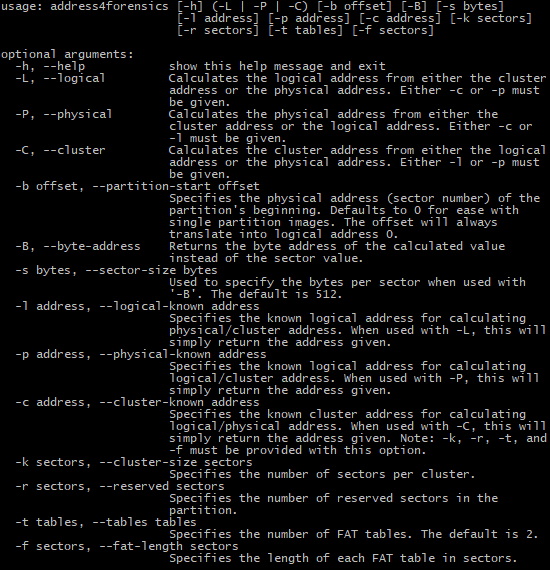 usage: address4forensics [-h] (-L | -P | -C) [-b offset] [-B] [-s bytes]
[-l address] [-p address] [-c address] [-k sectors]
[-r sectors] [-t tables] [-f sectors]
optional arguments:
-h, --help show this help message and exit
-L, --logical Calculates the logical address from either the cluster
address or the physical address. Either -c or -p must
be given.
-P, --physical Calculates the physical address from either the
cluster address or the logical address. Either -c or
-l must be given.
-C, --cluster Calculates the cluster address from either the logical
address or the physical address. Either -l or -p must
be given.
-b offset, --partition-start offset
Specifies the physical address (sector number) of the
partition's beginning. Defaults to 0 for ease with
single partition images. The offset will always
translate into logical address 0.
-B, --byte-address Returns the byte address of the calculated value
instead of the sector value.
-s bytes, --sector-size bytes
Used to specify the bytes per sector when used with
'-B'. The default is 512.
-l address, --logical-known address
Specifies the known logical address for calculating
physical/cluster address. When used with -L, this will
simply return the address given.
-p address, --physical-known address
Specifies the known logical address for calculating
logical/cluster address. When used with -P, this will
simply return the address given.
-c address, --cluster-known address
Specifies the known cluster address for calculating
logical/physical address. When used with -C, this will
simply return the address given. Note: -k, -r, -t, and
-f must be provided with this option.
-k sectors, --cluster-size sectors
Specifies the number of sectors per cluster.
-r sectors, --reserved sectors
Specifies the number of reserved sectors in the
partition.
-t tables, --tables tables
Specifies the number of FAT tables. The default is 2.
-f sectors, --fat-length sectors
Specifies the length of each FAT table in sectors.